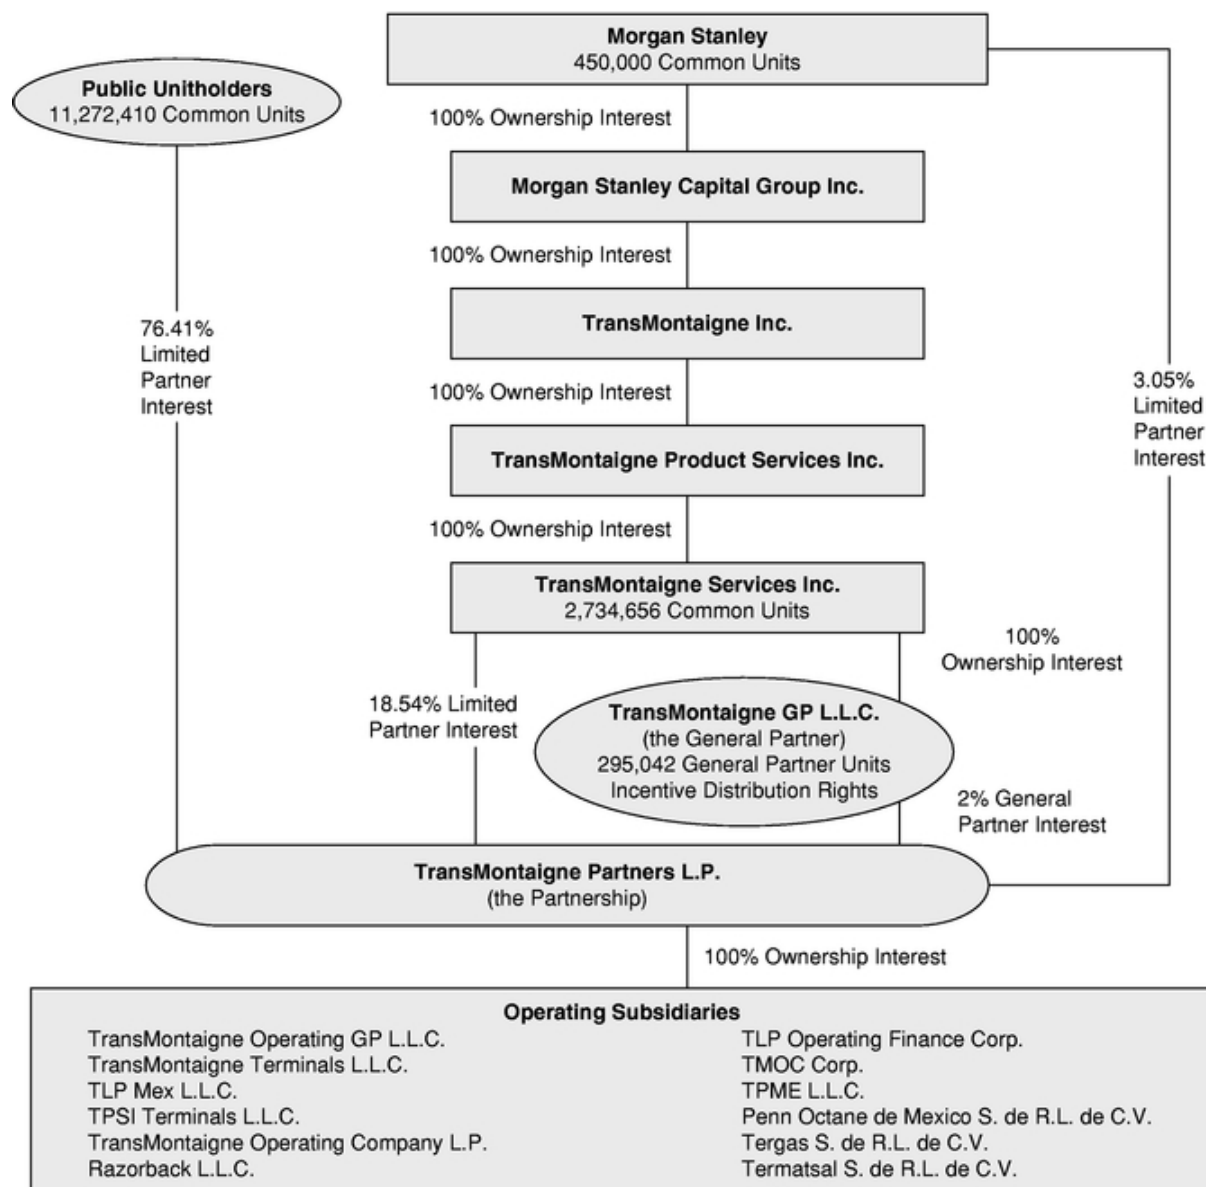 Morgan Stanley
450,000 Common Units
Public Unitholders
11,272,410 Common Units
100% Ownership Interest
Morgan Stanley Capital Group Inc.
100% Ownership Interest
TransMontaigne Inc.
76.41%
Limited
Partner
Interest
3.05%
Limited
Partner
Interest
100% Ownership Interest
TransMontaigne Product Services Inc.
100% Ownership Interest
TransMontaigne Services Inc.
2,734,656 Common Units
100%
Ownership Interest
18.54% Limited
Partner Interest
TransMontaigne GP L.L.C.
(the General Partner)
295,042 General Partner Units
Incentive Distribution Rights
2% General
Partner Interest
TransMontaigne Partners L.P.
(the Partnership)
100% Ownership Interest
Operating Subsidiaries
TransMontaigne Operating GP L.L.C.
TransMontaigne Terminals L.L.C.
TLP Mex L.L.C.
TPSI Terminals L.L.C.
TransMontaigne Operating Company L.P.
Razorback L.L.C.
TLP Operating Finance Corp.
TMOC Corp.
TPME L.L.C.
Penn Octane de Mexico S. de R.L. de C.V.
Tergas S. de R.L. de C.V.
Termatsal S. de R.L. de C.V.